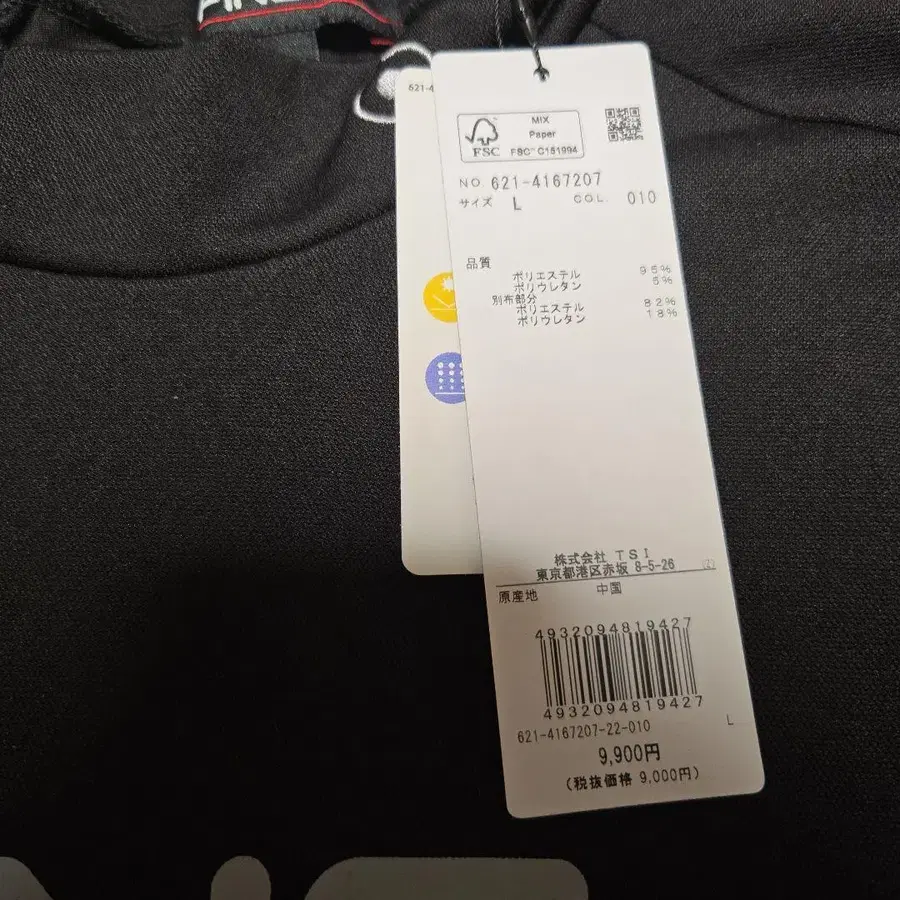 PING
621-4
MIX
Paper
FSC
FSC™ C151994
NO. 621-4167207
サイズ L COL. 010
品質
ポリエステル 95%
ポリウレタン 5%
別布部分
ポリエステル 82%
ポリウレタン 18%
株式会社 TSI
東京都港区赤坂 8-5-26 (Z)
原産地 中国
4932094819427
4932094819427
621-4167207-22-010 L
9,900円
(税抜価格 9,000円)